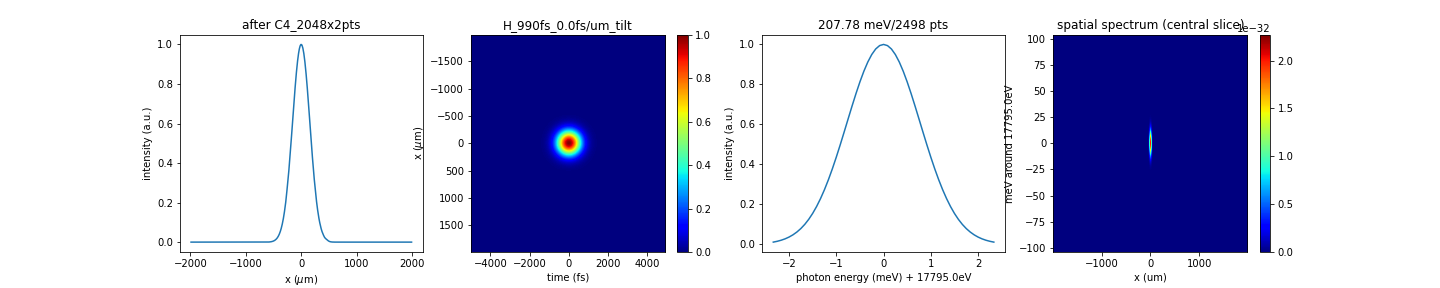 after C4_2048x2pts
intensity (a.u.)
1.0
0.8
0.6
0.4
0.2
0.0
−2000 −1000 0 1000 2000
x (μm)
H_990fs_0.0fs/um_tilt
x (μm)
−1500
−1000
−500
0
500
1000
1500
−4000 −2000 0 2000 4000
time (fs)
1.0
0.8
0.6
0.4
0.2
0.0
207.78 meV/2498 pts
intensity (a.u.)
1.0
0.8
0.6
0.4
0.2
0.0
−2 −1 0 1 2
photon energy (meV) + 17795.0eV
spatial spectrum (central slice)
1e−32
meV around 17795.0eV
100
75
50
25
0
−25
−50
−75
−100
−1000 0 1000
x (um)
2.0
1.5
1.0
0.5
0.0